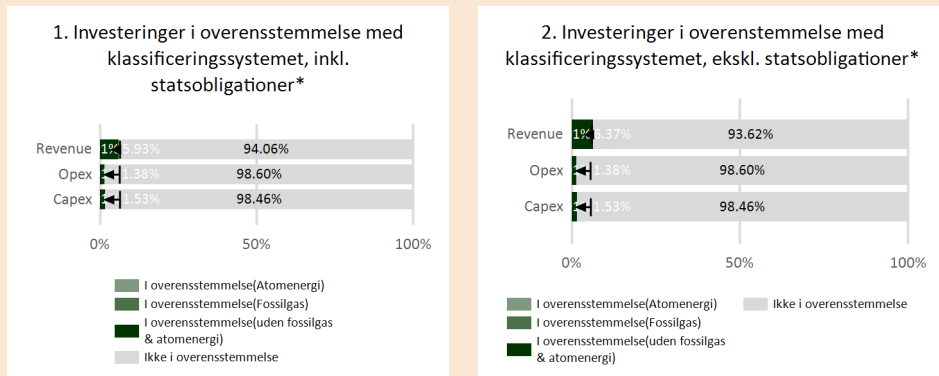 1. Investeringer i overensstemmelse med
klassificeringssystemet, inkl.
statsobligationer*
Revenue 1% 5.93% 94.06%
Opex 1.38% 98.60%
Capex 1.53% 98.46%
0% 50% 100%
I overensstemmelse(Atomenergi)
I overensstemmelse(Fossilgas)
I overensstemmelse(uden fossilgas
& atomenergi)
Ikke i overensstemmelse
2. Investeringer i overenstemmelse med
klassificeringssystemet, ekskl. statsobligationer*
Revenue 1% 6.37% 93.62%
Opex 1.38% 98.60%
Capex 1.53% 98.46%
0% 50% 100%
I overensstemmelse(Atomenergi) Ikke i overensstemmelse
I overensstemmelse(Fossilgas)
I overensstemmelse(uden fossilgas
& atomenergi)